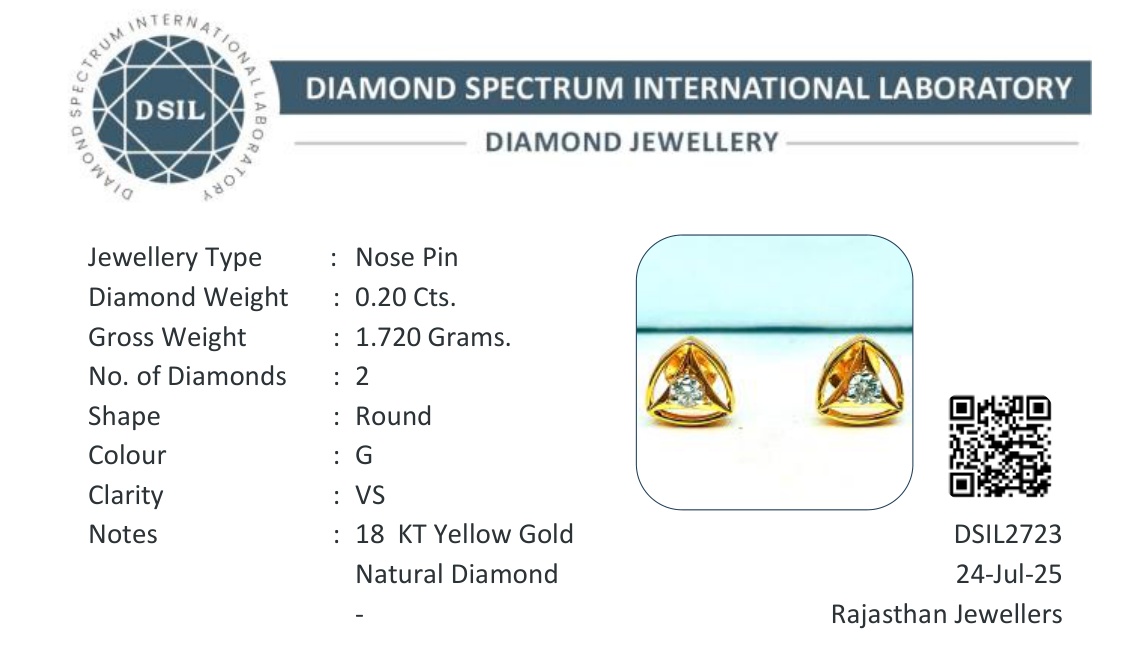 DIAMOND SPECTRUM INTERNATIONAL LABORATORY
DSIL
DIAMOND SPECTRUM INTERNATIONAL LABORATORY
DIAMOND JEWELLERY
Jewellery Type : Nose Pin
Diamond Weight : 0.20 Cts.
Gross Weight : 1.720 Grams.
No. of Diamonds : 2
Shape : Round
Colour : G
Clarity : VS
Notes : 18 KT Yellow Gold
Natural Diamond
-
DSIL2723
24-Jul-25
Rajasthan Jewellers